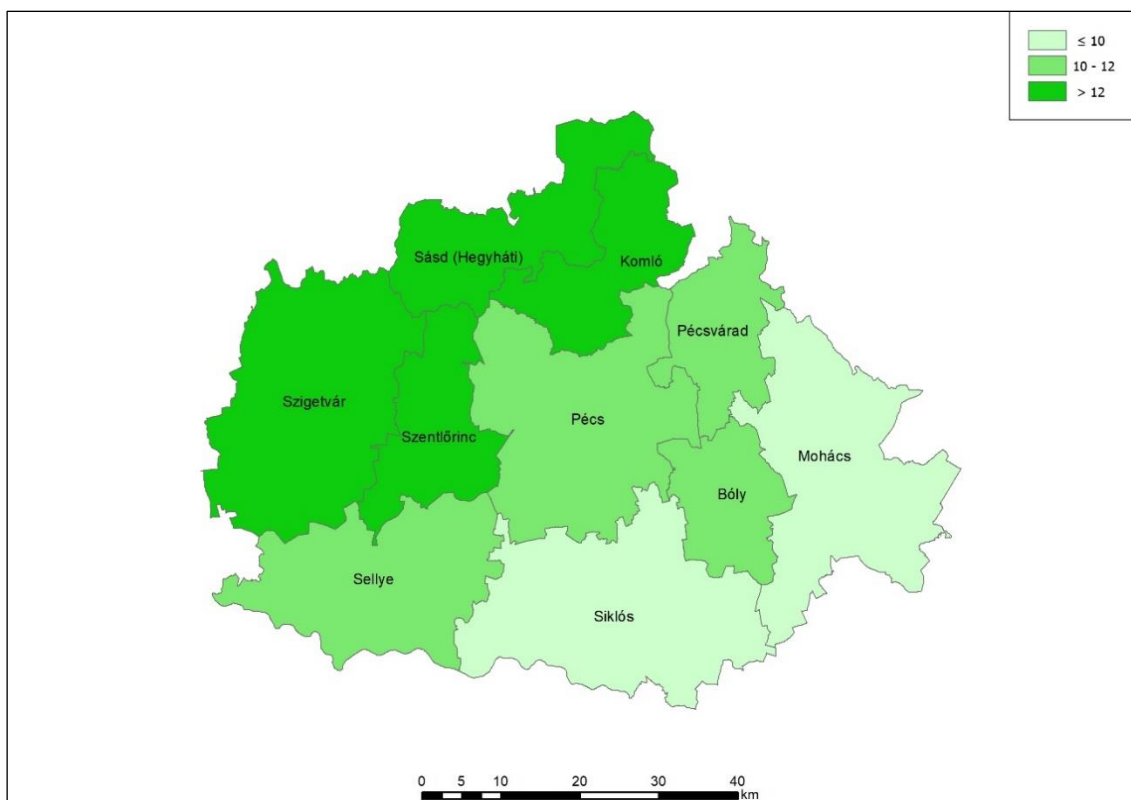 ≤ 10
10 - 12
> 12
Sásd (Hegyháti)
Komló
Pécsvárad
Szigetvár
Pécs
Szentlőrinc
Mohács
Bóly
Sellye
Siklós
0 5 10 20 30 40
km